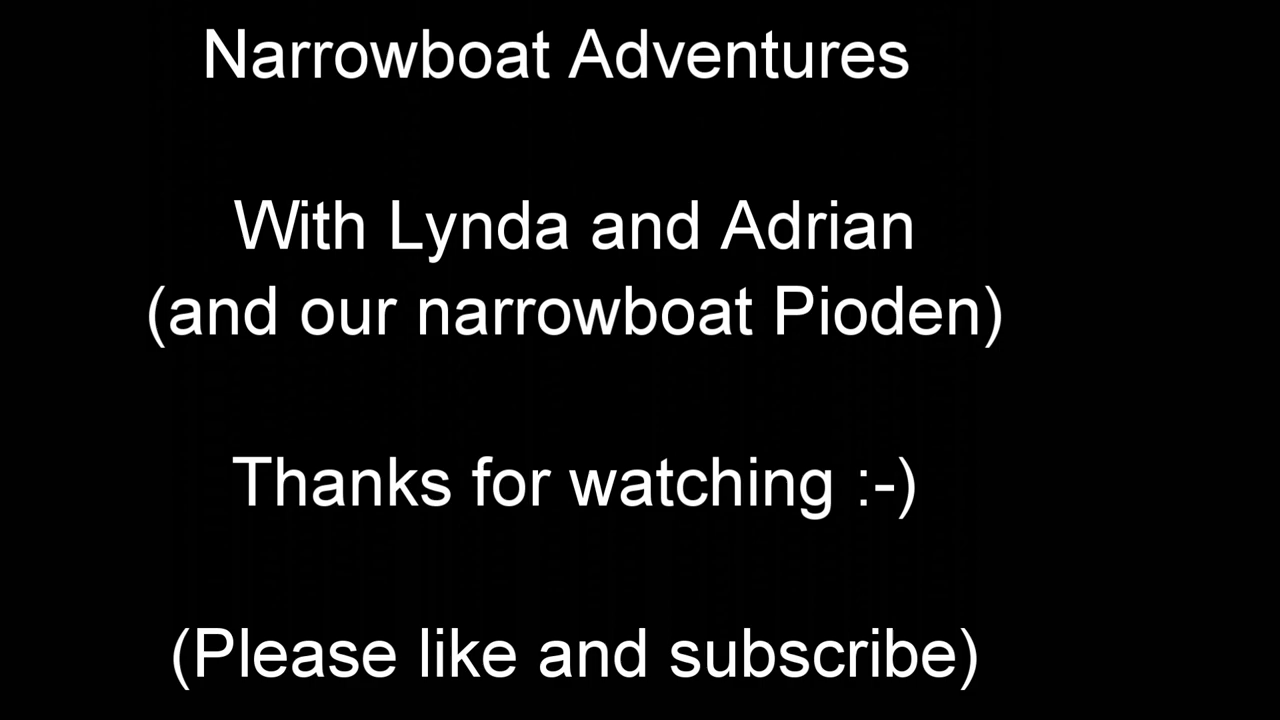 Narrowboat Adventures
With Lynda and Adrian
(and our narrowboat Pioden)
Thanks for watching :-)
(Please like and subscribe)